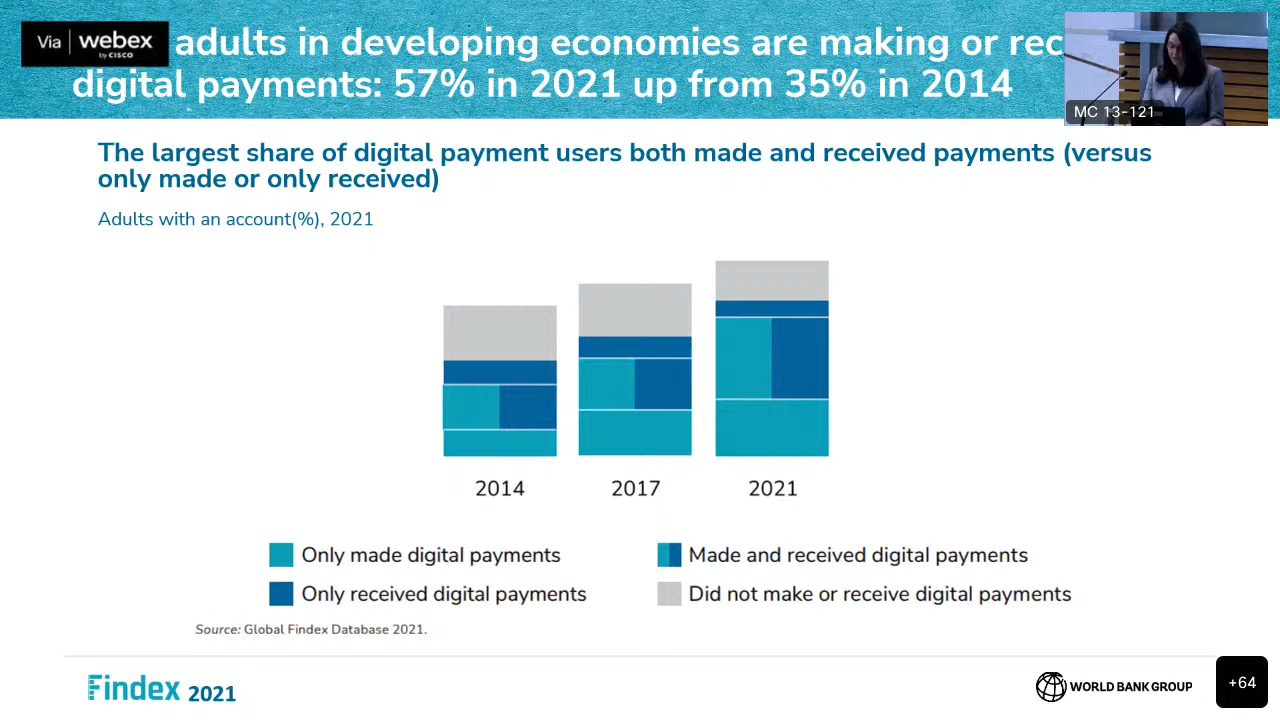 Via webex
by CISCO
adults in developing economies are making or rec
digital payments: 57% in 2021 up from 35% in 2014
MC 13-121
The largest share of digital payment users both made and received payments (versus
only made or only received)
Adults with an account(%), 2021
2014 2017 2021
Only made digital payments
Made and received digital payments
Only received digital payments
Did not make or receive digital payments
Source: Global Findex Database 2021.
Findex 2021
WORLD BANK GROUP
+64